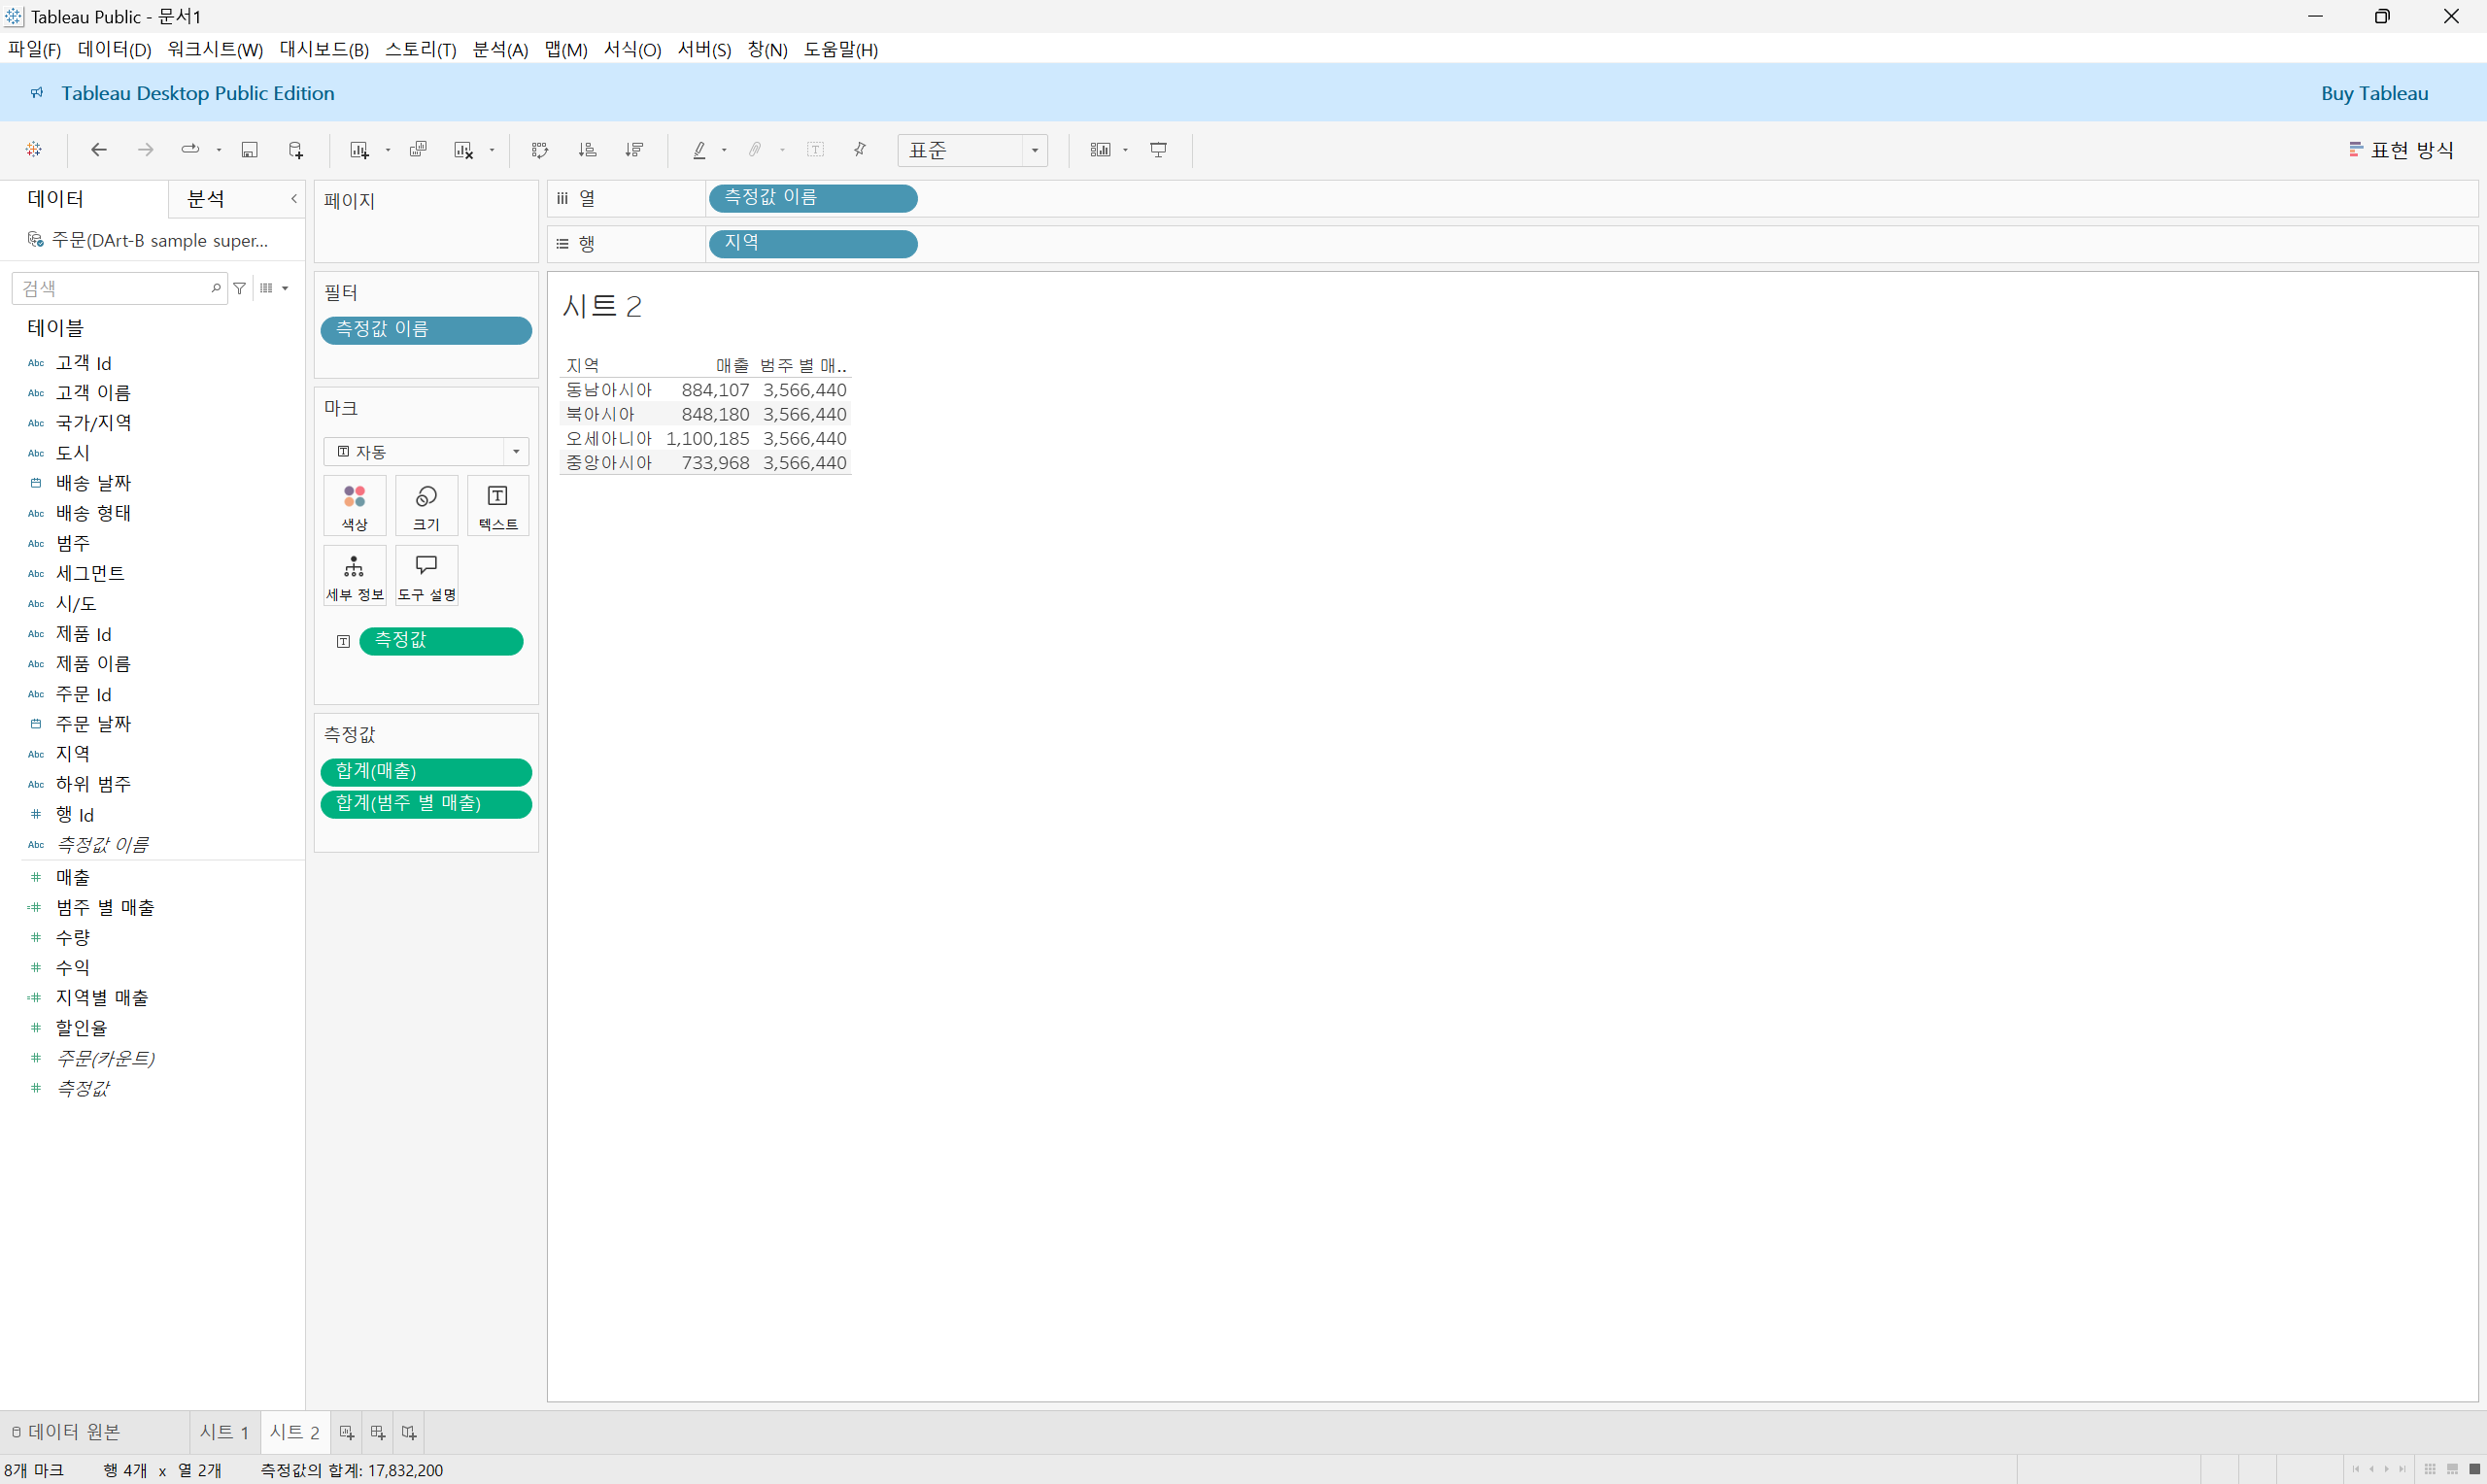 Tableau Public - 문서1
파일(F) 데이터(D) 워크시트(W) 대시보드(B) 스토리(T) 분석(A) 맵(M) 서식(O) 서버(S) 창(N) 도움말(H)
Tableau Desktop Public Edition
Buy Tableau
표준
표현 방식
데이터
분석
주문(DArt-B sample super...
검색
테이블
Abc 고객 Id
Abc 고객 이름
Abc 국가/지역
Abc 도시
배송 날짜
Abc 배송 형태
Abc 범주
Abc 세그먼트
Abc 시/도
Abc 제품 Id
Abc 제품 이름
Abc 주문 Id
주문 날짜
Abc 지역
Abc 하위 범주
# 행 Id
Abc 측정값 이름
# 매출
=# 범주 별 매출
# 수량
# 수익
=# 지역별 매출
# 할인율
# 주문(카운트)
# 측정값
페이지
필터
측정값 이름
마크
자동
색상
크기
텍스트
세부 정보
도구 설명
측정값
측정값
합계(매출)
합계(범주 별 매출)
열
측정값 이름
행
지역
시트 2
지역 매출 범주 별 매..
동남아시아 884,107 3,566,440
북아시아 848,180 3,566,440
오세아니아 1,100,185 3,566,440
중앙아시아 733,968 3,566,440
데이터 원본
시트 1
시트 2
8개 마크 행 4개 x 열 2개 측정값의 합계: 17,832,200